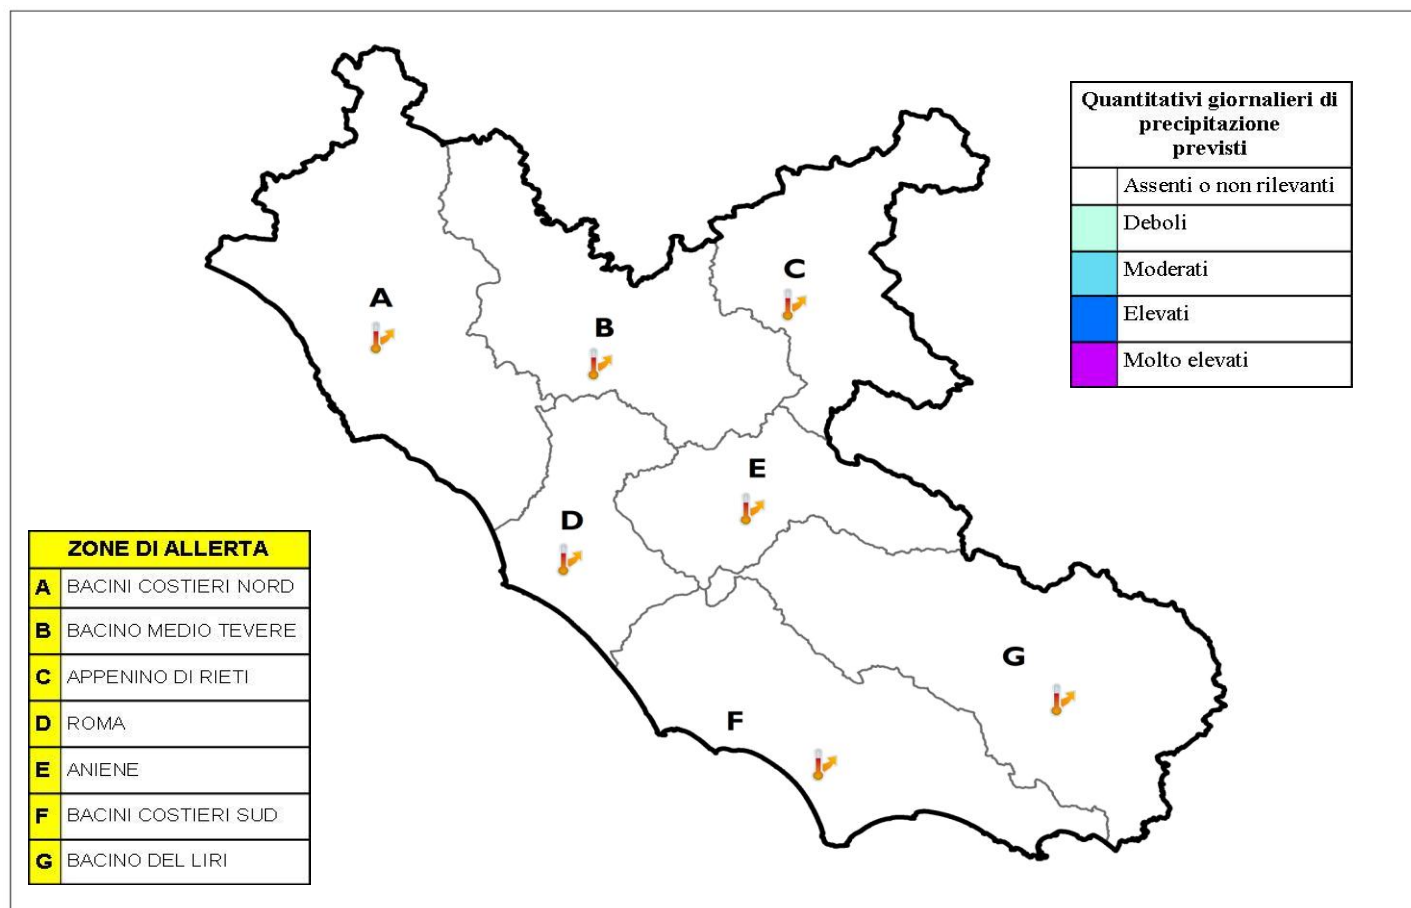 Quantitativi giornalieri di
precipitazione
previsti
Assenti o non rilevanti
Deboli
Moderati
Elevati
Molto elevati
A
B
C
D
E
F
G
ZONE DI ALLERTA
A BACINI COSTIERI NORD
B BACINO MEDIO TEVERE
C APPENINO DI RIETI
D ROMA
E ANIENE
F BACINI COSTIERI SUD
G BACINO DEL LIRI